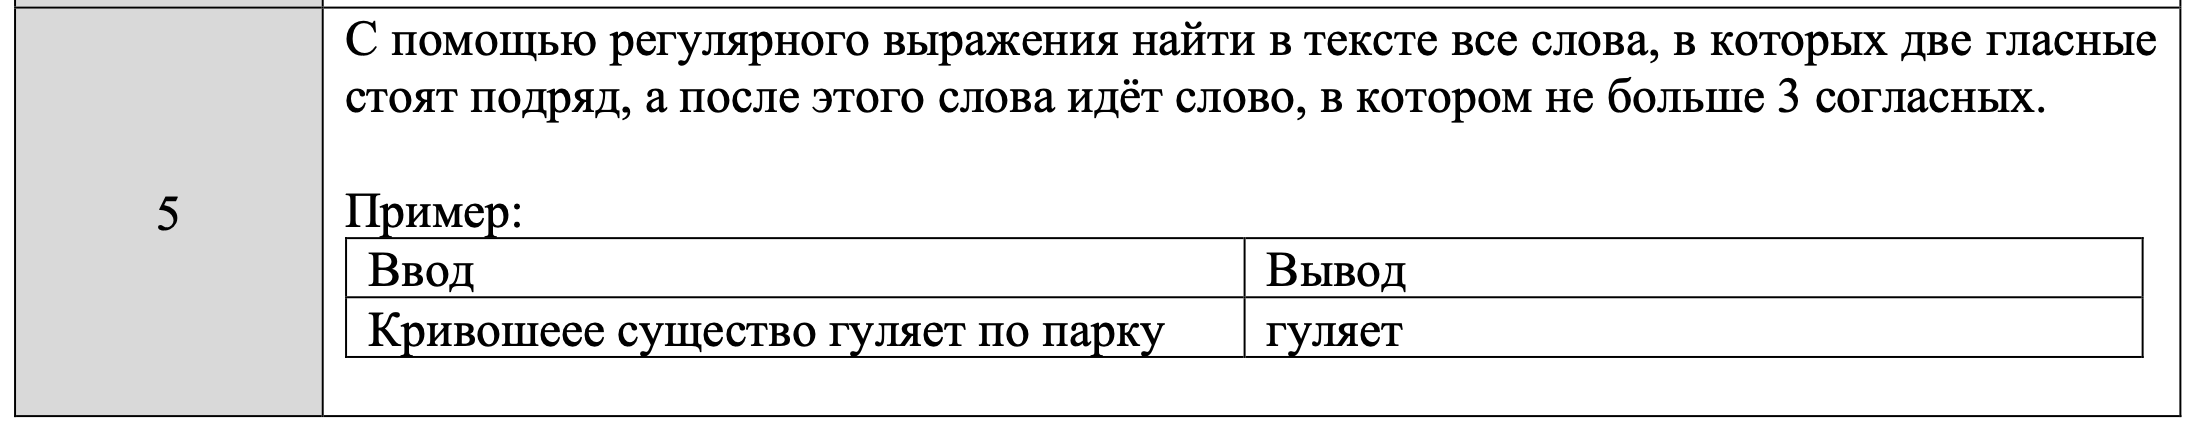 5
С помощью регулярного выражения найти в тексте все слова, в которых две гласные
стоят подряд, а после этого слова идёт слово, в котором не больше 3 согласных.
Пример:
Ввод Вывод
Кривошеее существо гуляет по парку гуляет